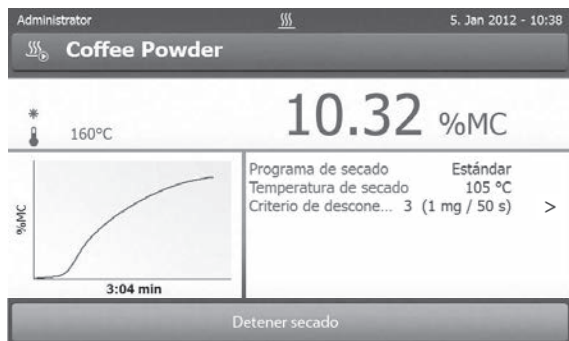 Administrator 5. Jan 2012 - 10:38
Coffee Powder
160°C
10.32 %MC
%MC
3:04 min
Programa de secado Estándar
Temperatura de secado 105 °C
Criterio de descone... 3 (1 mg / 50 s) >
Detener secado